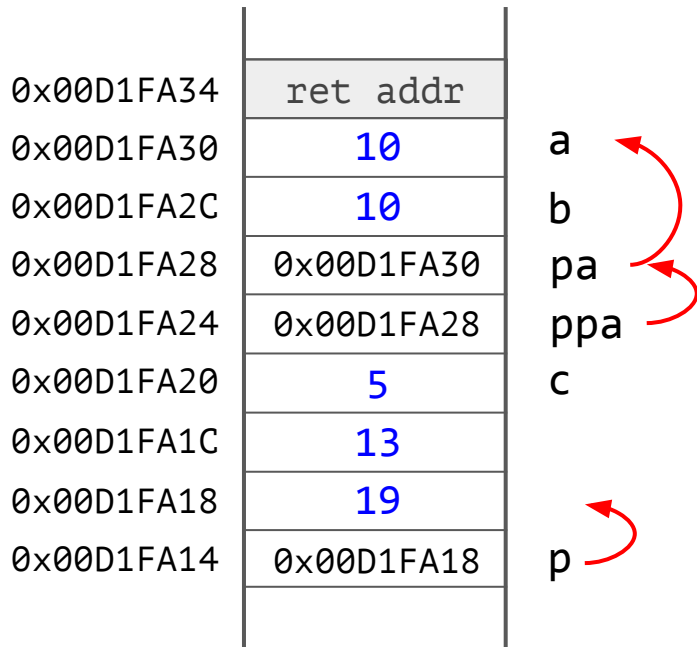 0x00D1FA34 ret addr
0x00D1FA30 10 a
0x00D1FA2C 10 b
0x00D1FA28 0x00D1FA30 pa
0x00D1FA24 0x00D1FA28 ppa
0x00D1FA20 5 c
0x00D1FA1C 13
0x00D1FA18 19
0x00D1FA14 0x00D1FA18 p